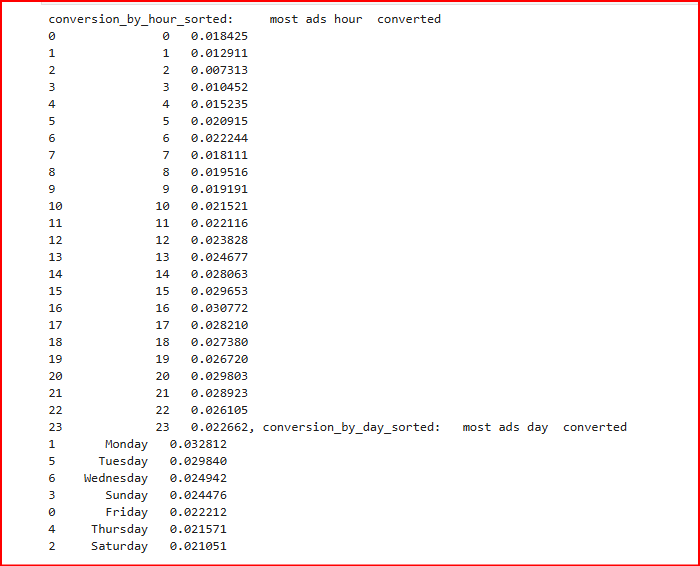 conversion_by_hour_sorted:     most ads hour  converted
0               0   0.018425
1               1   0.012911
2               2   0.007313
3               3   0.010452
4               4   0.015235
5               5   0.020915
6               6   0.022244
7               7   0.018111
8               8   0.019516
9               9   0.019191
10             10   0.021521
11             11   0.022116
12             12   0.023828
13             13   0.024677
14             14   0.028063
15             15   0.029653
16             16   0.030772
17             17   0.028210
18             18   0.027380
19             19   0.026720
20             20   0.029803
21             21   0.028923
22             22   0.026105
23             23   0.022662, conversion_by_day_sorted:   most ads day  converted
1       Monday   0.032812
5      Tuesday   0.029840
6    Wednesday   0.024942
3       Sunday   0.024476
0       Friday   0.022212
4     Thursday   0.021571
2     Saturday   0.021051